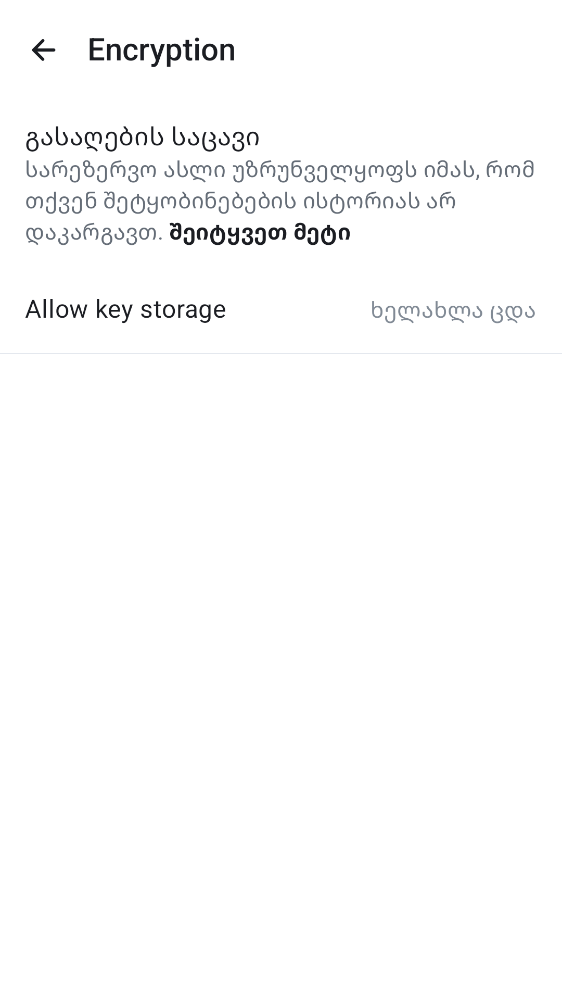 Encryption
გასაღების საცავი
სარეზერვო ასლი უზრუნველყოფს იმას, რომ
თქვენ შეტყობინებების ისტორიას არ
დაკარგავთ. შეიტყვეთ მეტი
Allow key storage ხელახლა ცდა